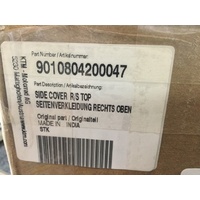 Part Number / Artikelnummer:
9010804200047
Part Description / Artikelbezeichnung:
SIDE COVER R/S TOP
SEITENVERKLEIDUNG RECHTS OBEN
Original part / Originalteil
MADE IN INDIA
STK
KTM